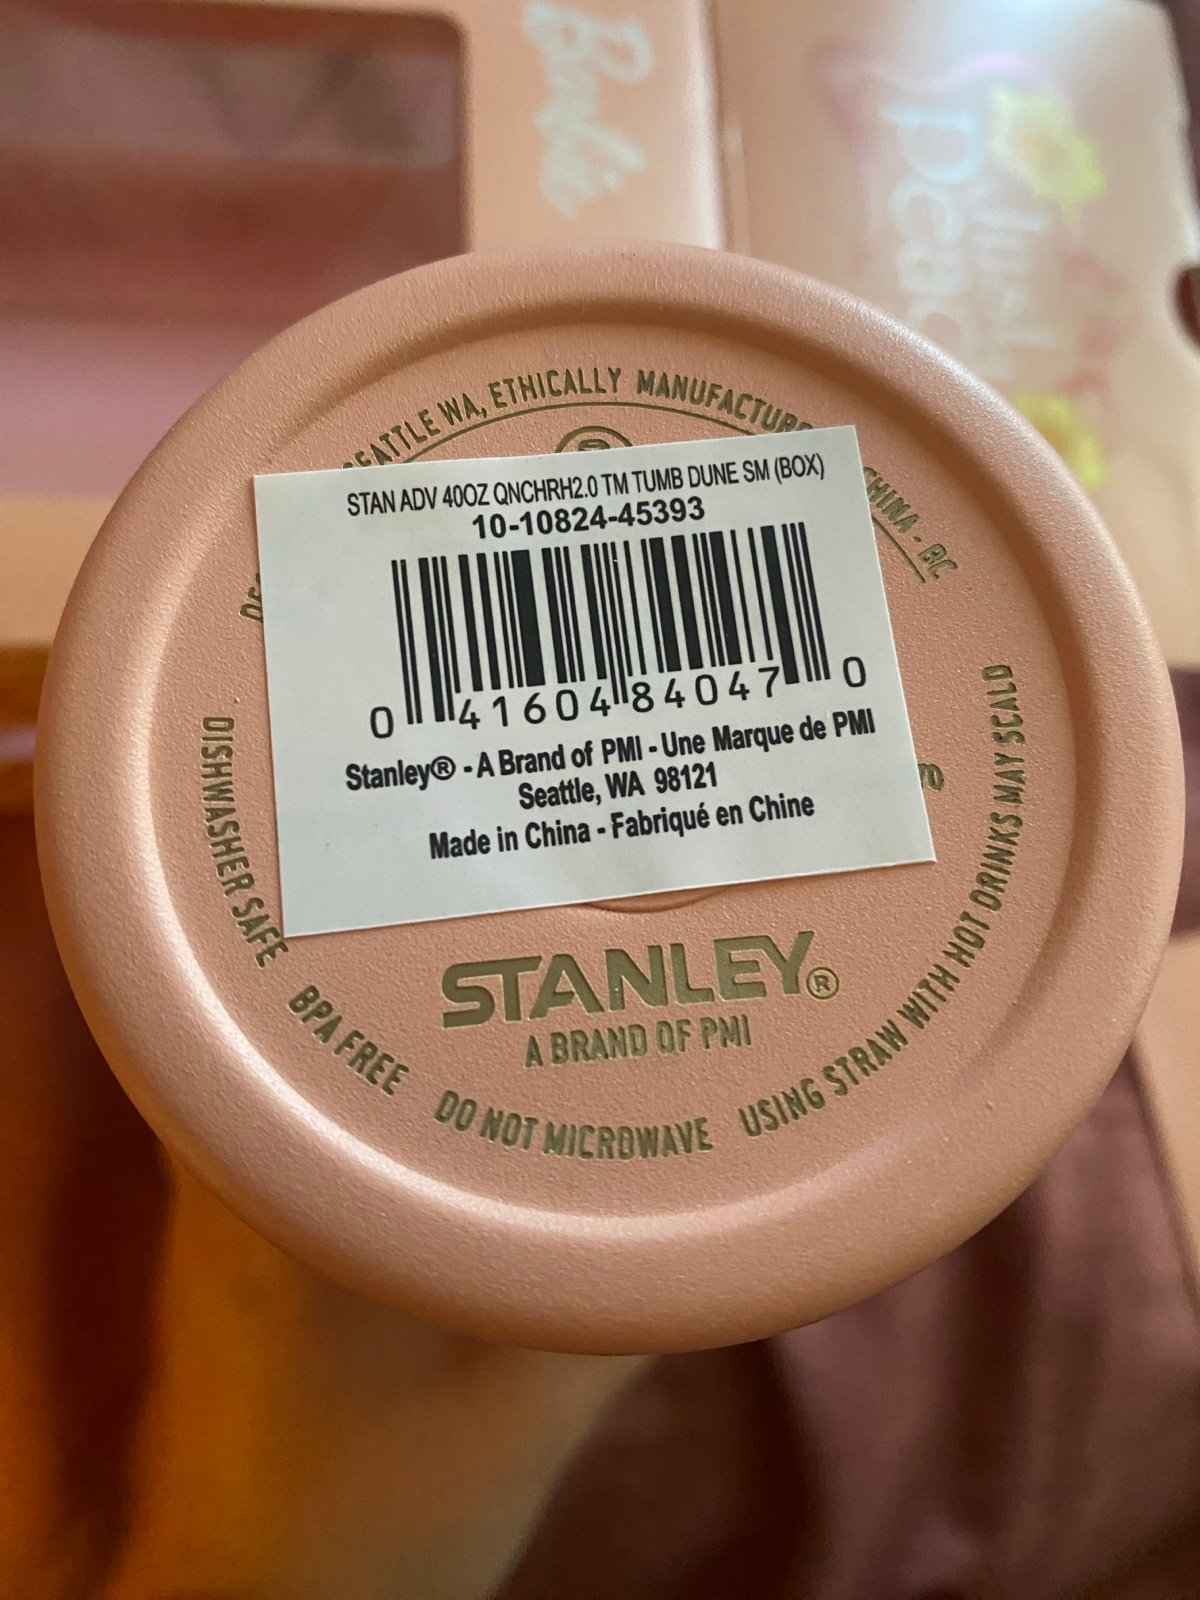 Barbie
SEATTLE WA, ETHICALLY MANUFACTURED
CHINA - BC
STAN ADV 40OZ QNCHRH2.0 TM TUMB DUNE SM (BOX)
10-10824-45393
0 41604 84047 0
Stanley® - A Brand of PMI - Une Marque de PMI
Seattle, WA 98121
Made in China - Fabriqué en Chine
STANLEY®
A BRAND OF PMI
DISHWASHER SAFE BPA FREE DO NOT MICROWAVE USING STRAW WITH HOT DRINKS MAY SCALD